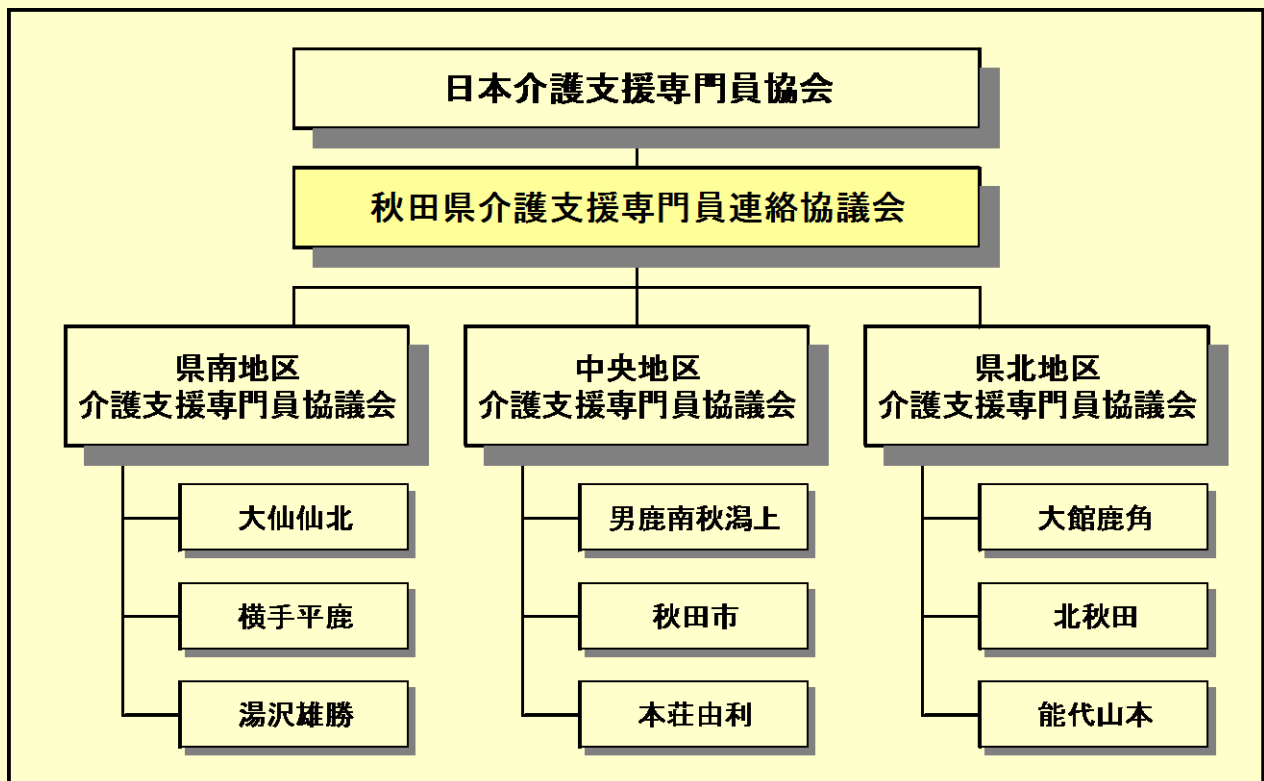 日本介護支援専門員協会
秋田県介護支援専門員連絡協議会
県南地区
介護支援専門員協議会
大仙仙北
横手平鹿
湯沢雄勝
中央地区
介護支援専門員協議会
男鹿南秋潟上
秋田市
本荘由利
県北地区
介護支援専門員協議会
大館鹿角
北秋田
能代山本